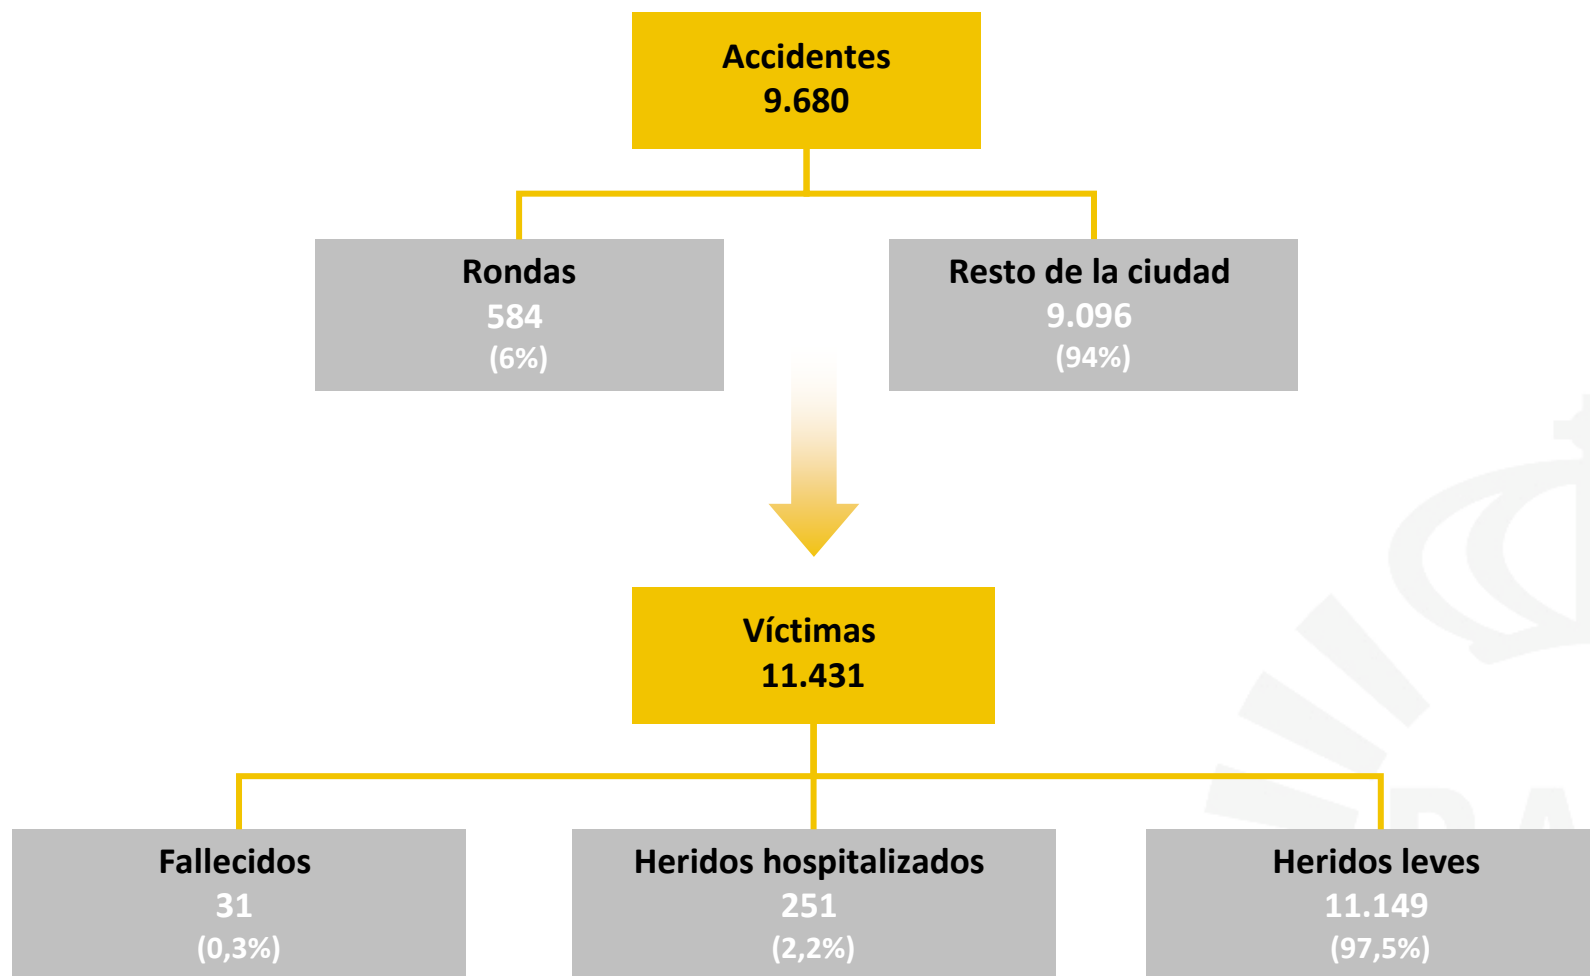 Accidentes
9.680
Rondas
584
(6%)
Resto de la ciudad
9.096
(94%)
Víctimas
11.431
Fallecidos
31
(0,3%)
Heridos hospitalizados
251
(2,2%)
Heridos leves
11.149
(97,5%)